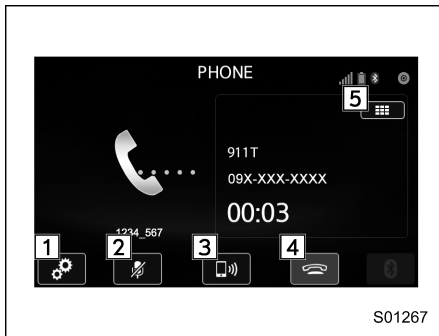 PHONE
5
911T
09X-XXX-XXXX
00:03
1234_567
1 2 3 4
S01267